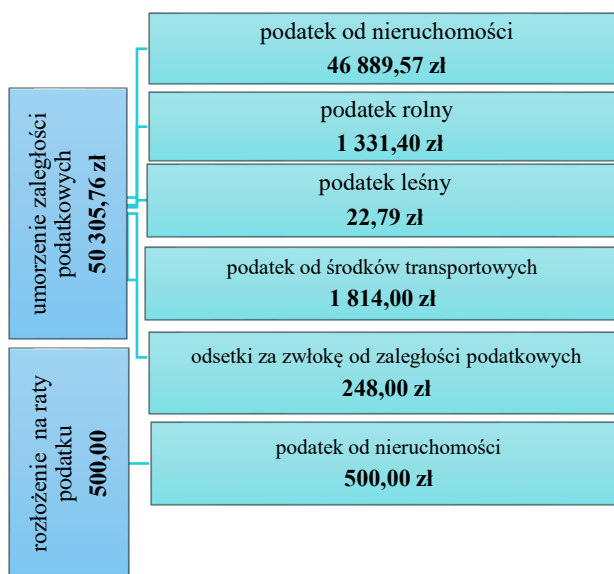 umorzenie zaległości
podatkowych
50 305,76 zł
podatek od nieruchomości
46 889,57 zł
podatek rolny
1 331,40 zł
podatek leśny
22,79 zł
podatek od środków transportowych
1 814,00 zł
odsetki za zwłokę od zaległości podatkowych
248,00 zł
rozłożenie na raty
podatku
500,00
podatek od nieruchomości
500,00 zł